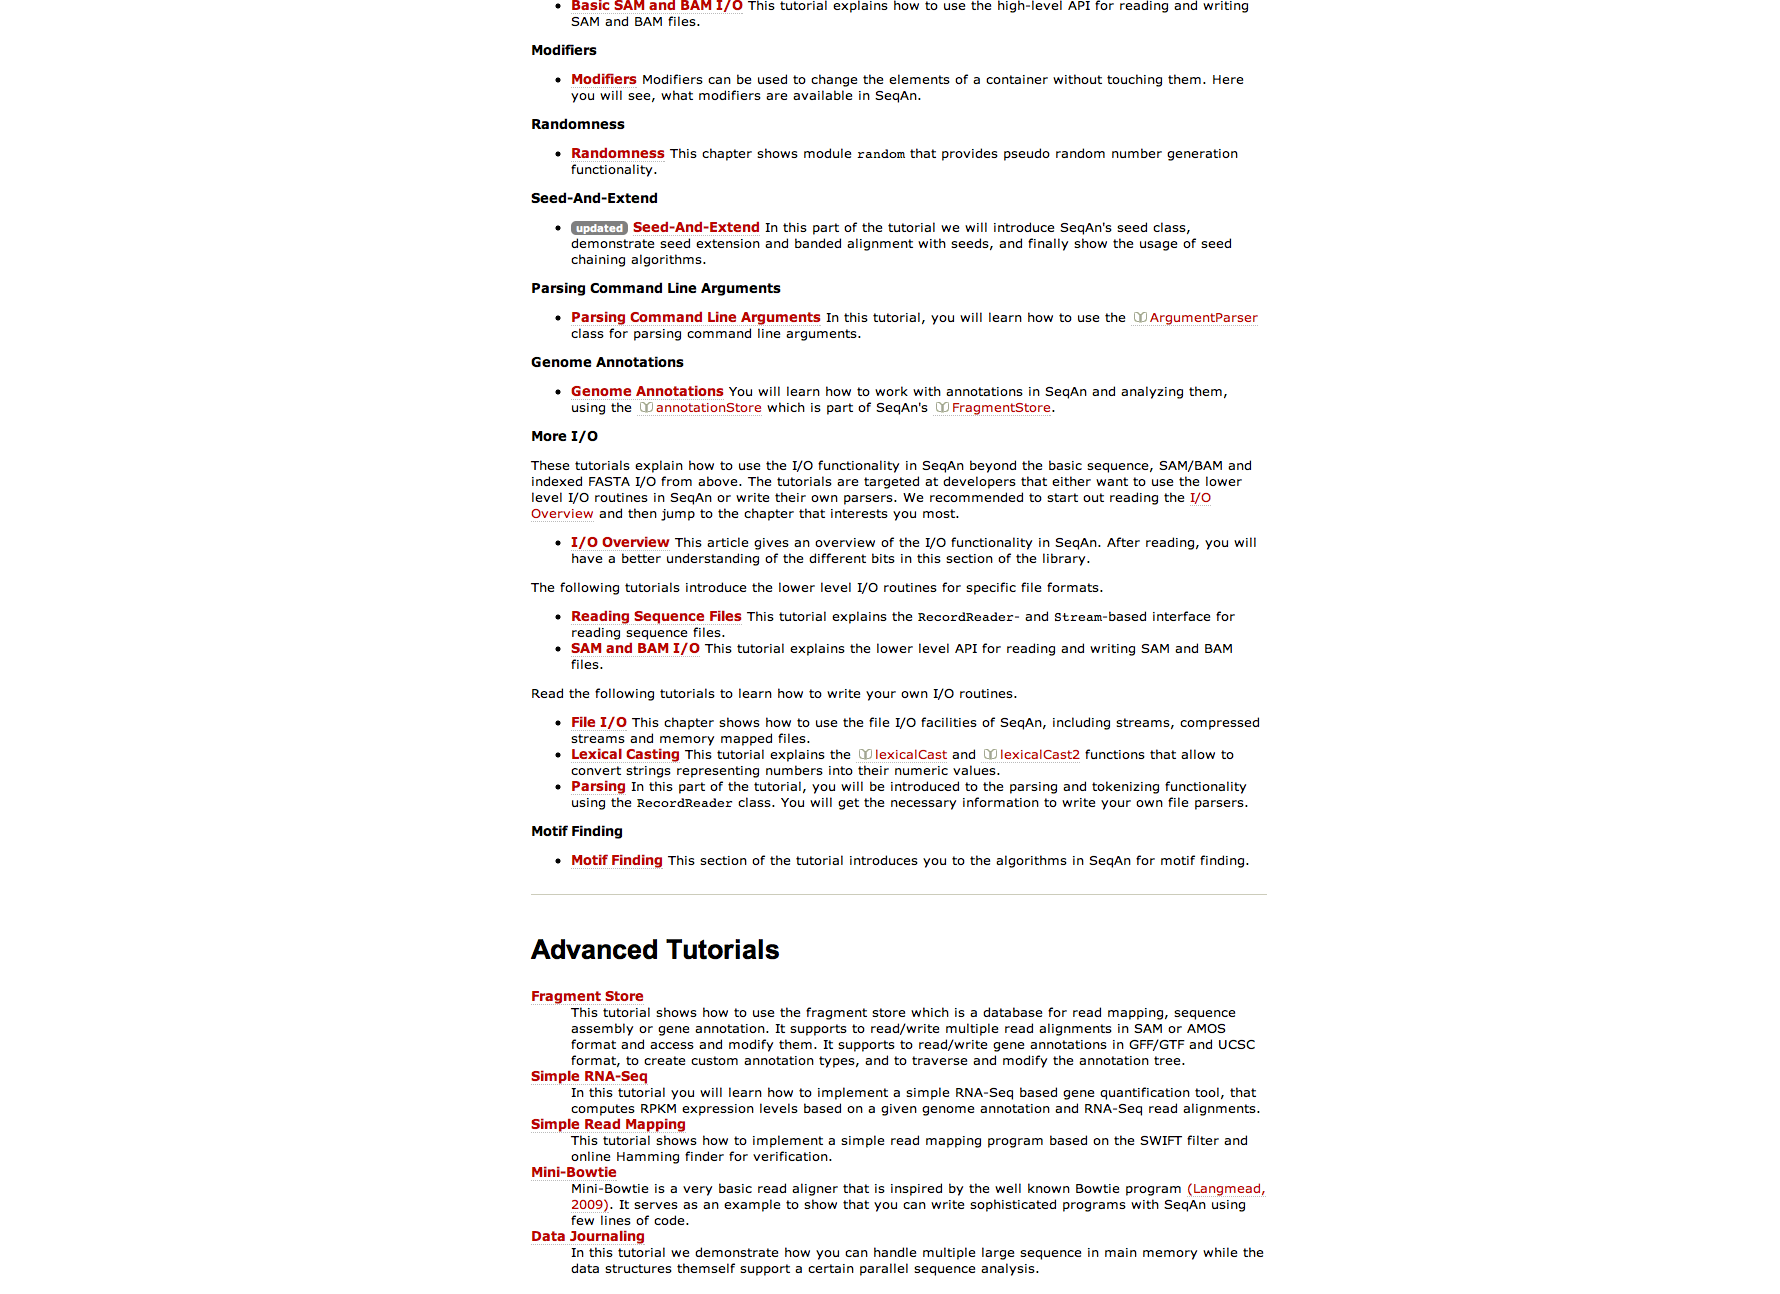 Basic SAM and BAM I/O This tutorial explains how to use the high-level API for reading and writing
SAM and BAM files.
Modifiers
Modifiers Modifiers can be used to change the elements of a container without touching them. Here
you will see, what modifiers are available in SeqAn.
Randomness
Randomness This chapter shows module random that provides pseudo random number generation
functionality.
Seed-And-Extend
updated Seed-And-Extend In this part of the tutorial we will introduce SeqAn's seed class,
demonstrate seed extension and banded alignment with seeds, and finally show the usage of seed
chaining algorithms.
Parsing Command Line Arguments
Parsing Command Line Arguments In this tutorial, you will learn how to use the ArgumentParser
class for parsing command line arguments.
Genome Annotations
Genome Annotations You will learn how to work with annotations in SeqAn and analyzing them,
using the annotationStore which is part of SeqAn's FragmentStore.
More I/O
These tutorials explain how to use the I/O functionality in SeqAn beyond the basic sequence, SAM/BAM and
indexed FASTA I/O from above. The tutorials are targeted at developers that either want to use the lower
level I/O routines in SeqAn or write their own parsers. We recommended to start out reading the I/O
Overview and then jump to the chapter that interests you most.
I/O Overview This article gives an overview of the I/O functionality in SeqAn. After reading, you will
have a better understanding of the different bits in this section of the library.
The following tutorials introduce the lower level I/O routines for specific file formats.
Reading Sequence Files This tutorial explains the RecordReader- and Stream-based interface for
reading sequence files.
SAM and BAM I/O This tutorial explains the lower level API for reading and writing SAM and BAM
files.
Read the following tutorials to learn how to write your own I/O routines.
File I/O This chapter shows how to use the file I/O facilities of SeqAn, including streams, compressed
streams and memory mapped files.
Lexical Casting This tutorial explains the lexicalCast and lexicalCast2 functions that allow to
convert strings representing numbers into their numeric values.
Parsing In this part of the tutorial, you will be introduced to the parsing and tokenizing functionality
using the RecordReader class. You will get the necessary information to write your own file parsers.
Motif Finding
Motif Finding This section of the tutorial introduces you to the algorithms in SeqAn for motif finding.
Advanced Tutorials
Fragment Store
This tutorial shows how to use the fragment store which is a database for read mapping, sequence
assembly or gene annotation. It supports to read/write multiple read alignments in SAM or AMOS
format and access and modify them. It supports to read/write gene annotations in GFF/GTF and UCSC
format, to create custom annotation types, and to traverse and modify the annotation tree.
Simple RNA-Seq
In this tutorial you will learn how to implement a simple RNA-Seq based gene quantification tool, that
computes RPKM expression levels based on a given genome annotation and RNA-Seq read alignments.
Simple Read Mapping
This tutorial shows how to implement a simple read mapping program based on the SWIFT filter and
online Hamming finder for verification.
Mini-Bowtie
Mini-Bowtie is a very basic read aligner that is inspired by the well known Bowtie program (Langmead,
2009). It serves as an example to show that you can write sophisticated programs with SeqAn using
few lines of code.
Data Journaling
In this tutorial we demonstrate how you can handle multiple large sequence in main memory while the
data structures themself support a certain parallel sequence analysis.